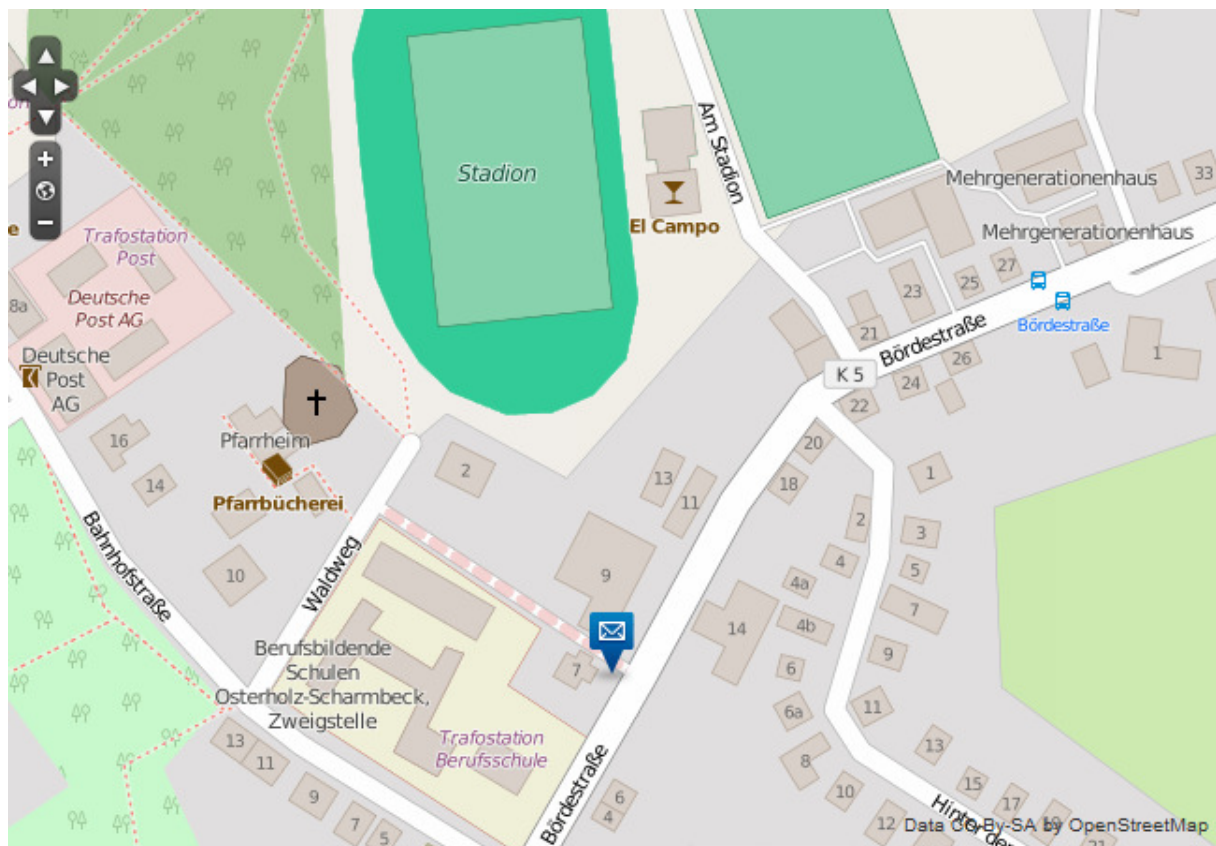 Stadion
Am Stadion
Mehrgenerationenhaus
33
El Campo
Mehrgenerationenhaus
Trafostation
Post
27
25
23
8a
Deutsche
Post AG
Bördestraße
Bördestraße
21
Deutsche
Post
AG
K 5
26
1
24
22
16
Pfarrheim
20
2
13
1
14
18
Pfarrbücherei
11
2
3
Bahnhofstraße
Waldweg
4
5
10
9
4a
7
14
4b
Berufsbildende
Schulen
Osterholz-Scharmbeck,
Zweigstelle
7
6
9
6a
11
13
11
Trafostation
Berufsschule
13
Bördestraße
8
15
9
6
10
17
4
Hinter der
7
12
19
5
21
Data CC-By-SA by OpenStreetMap